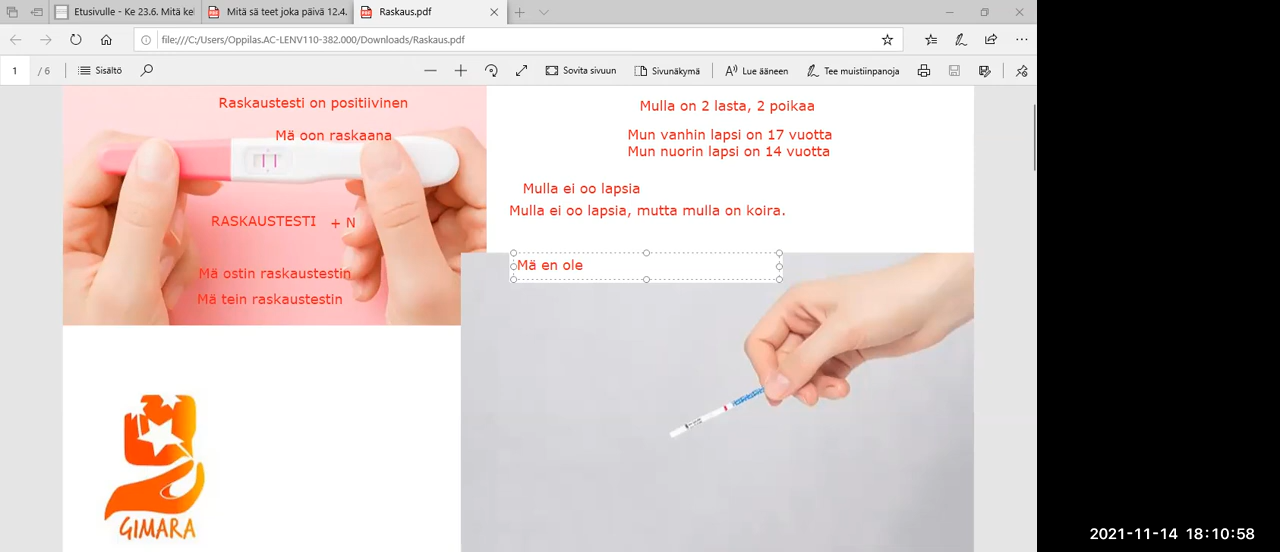 Etusivulle - Ke 23.6. Mitä ke
Mitä sä teet joka päivä 12.4.
Raskaus.pdf
file:///C:/Users/Oppilas.AC-LENV110-382.000/Downloads/Raskaus.pdf
1 / 6
Sisältö
Sovita sivuun
Sivunäkymä
Lue ääneen
Tee muistiinpanoja
Raskaustesti on positiivinen
Mä oon raskaana
RASKAUSTESTI + N
Mä ostin raskaustestin
Mä tein raskaustestin
Mulla on 2 lasta, 2 poikaa
Mun vanhin lapsi on 17 vuotta
Mun nuorin lapsi on 14 vuotta
Mulla ei oo lapsia
Mulla ei oo lapsia, mutta mulla on koira.
Mä en ole
GIMARA
2021-11-14 18:10:58